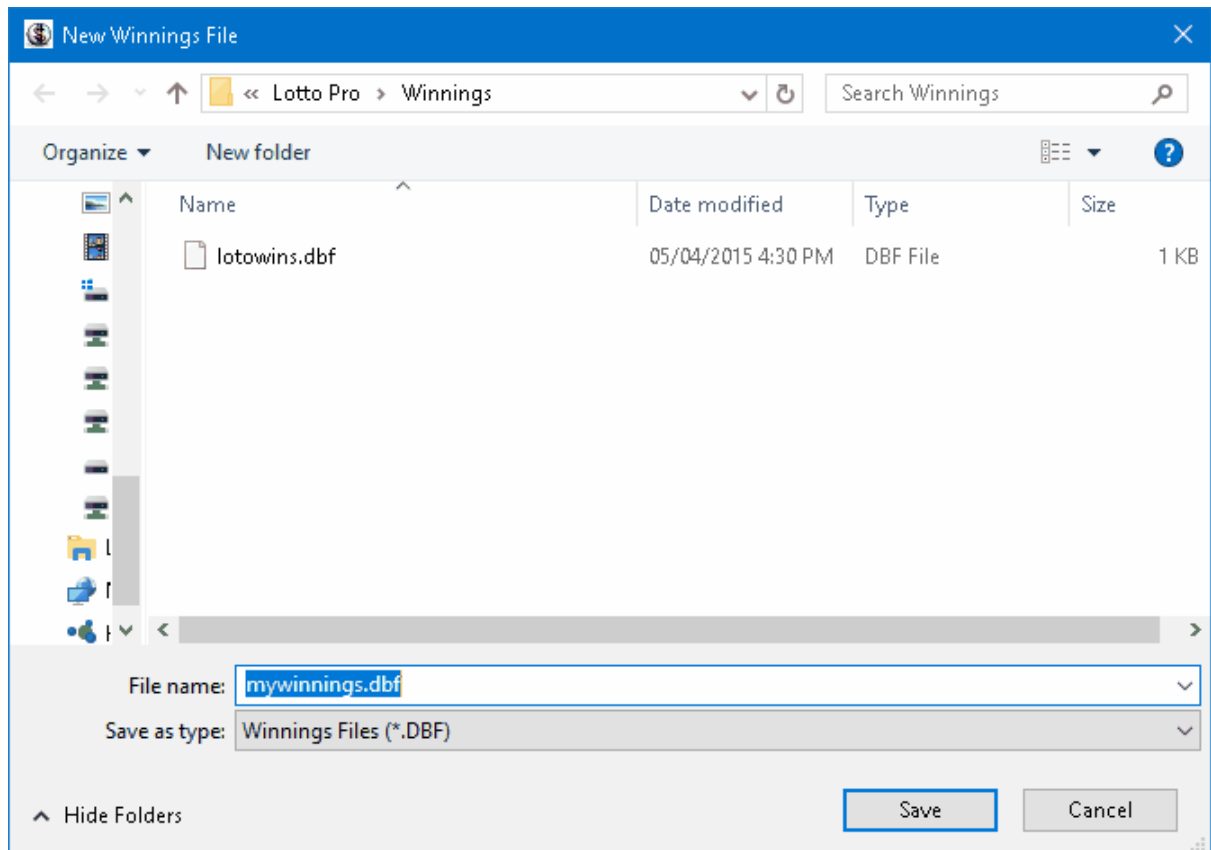 New Winnings File
« Lotto Pro › Winnings
Search Winnings
Organize
New folder
Name Date modified Type Size
lotowins.dbf 05/04/2015 4:30 PM DBF File 1 KB
File name: mywinnings.dbf
Save as type: Winnings Files (*.DBF)
Hide Folders
Save
Cancel